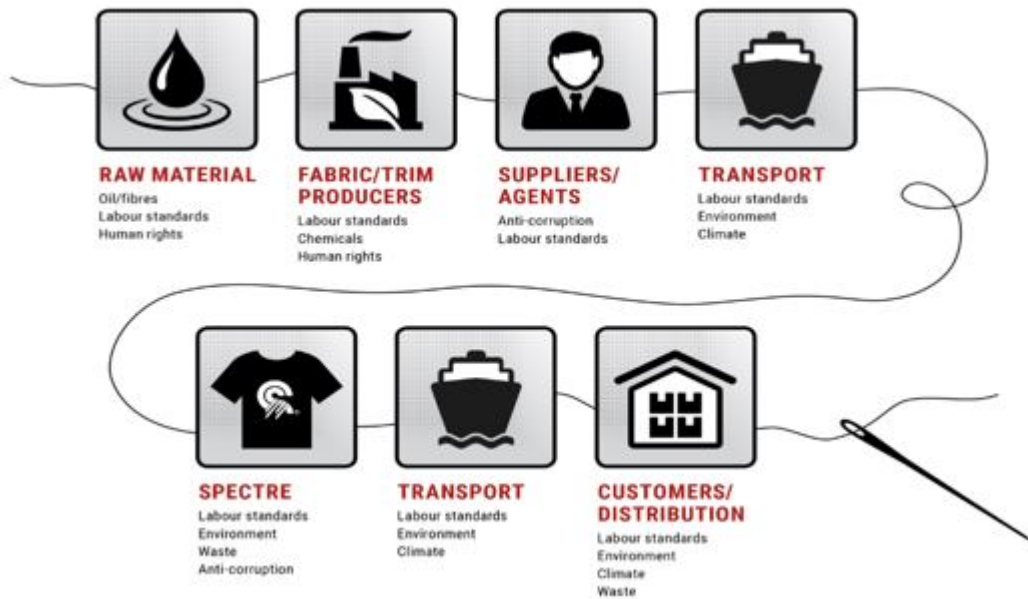 RAW MATERIAL
Oil/fibres
Labour standards
Human rights
FABRIC/TRIM
PRODUCERS
Labour standards
Chemicals
Human rights
SUPPLIERS/
AGENTS
Anti-corruption
Labour standards
TRANSPORT
Labour standards
Environment
Climate
SPECTRE
Labour standards
Environment
Waste
Anti-corruption
TRANSPORT
Labour standards
Environment
Climate
CUSTOMERS/
DISTRIBUTION
Labour standards
Environment
Climate
Waste